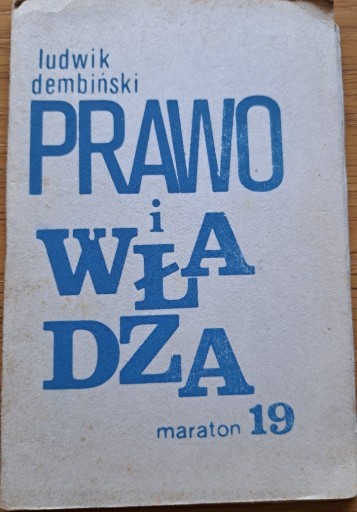 ludwik
dembiński
PRAWO
i
WŁA
DZA
maraton 19